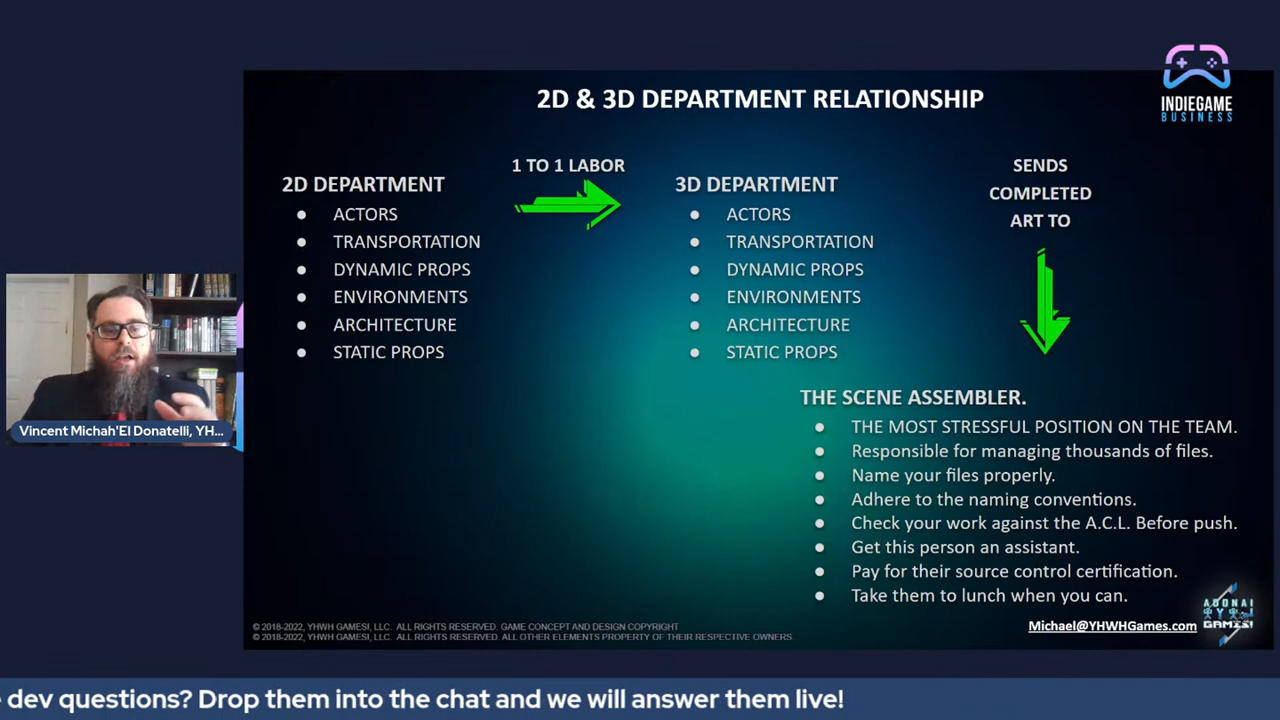 INDIEGAME
BUSINESS
2D & 3D DEPARTMENT RELATIONSHIP
1 TO 1 LABOR
2D DEPARTMENT
● ACTORS
● TRANSPORTATION
● DYNAMIC PROPS
● ENVIRONMENTS
● ARCHITECTURE
● STATIC PROPS
3D DEPARTMENT
● ACTORS
● TRANSPORTATION
● DYNAMIC PROPS
● ENVIRONMENTS
● ARCHITECTURE
● STATIC PROPS
SENDS
COMPLETED
ART TO
THE SCENE ASSEMBLER.
● THE MOST STRESSFUL POSITION ON THE TEAM.
● Responsible for managing thousands of files.
● Name your files properly.
● Adhere to the naming conventions.
● Check your work against the A.C.L. Before push.
● Get this person an assistant.
● Pay for their source control certification.
● Take them to lunch when you can.
Vincent Michah'El Donatelli, YH...
© 2018-2022, YHWH GAMES!, LLC. ALL RIGHTS RESERVED. GAME CONCEPT AND DESIGN COPYRIGHT
© 2018-2022, YHWH GAMES!, LLC. ALL RIGHTS RESERVED. ALL OTHER ELEMENTS PROPERTY OF THEIR RESPECTIVE OWNERS.
Michael@YHWHGames.com
ADONAI
GAMES!
dev questions? Drop them into the chat and we will answer them live!